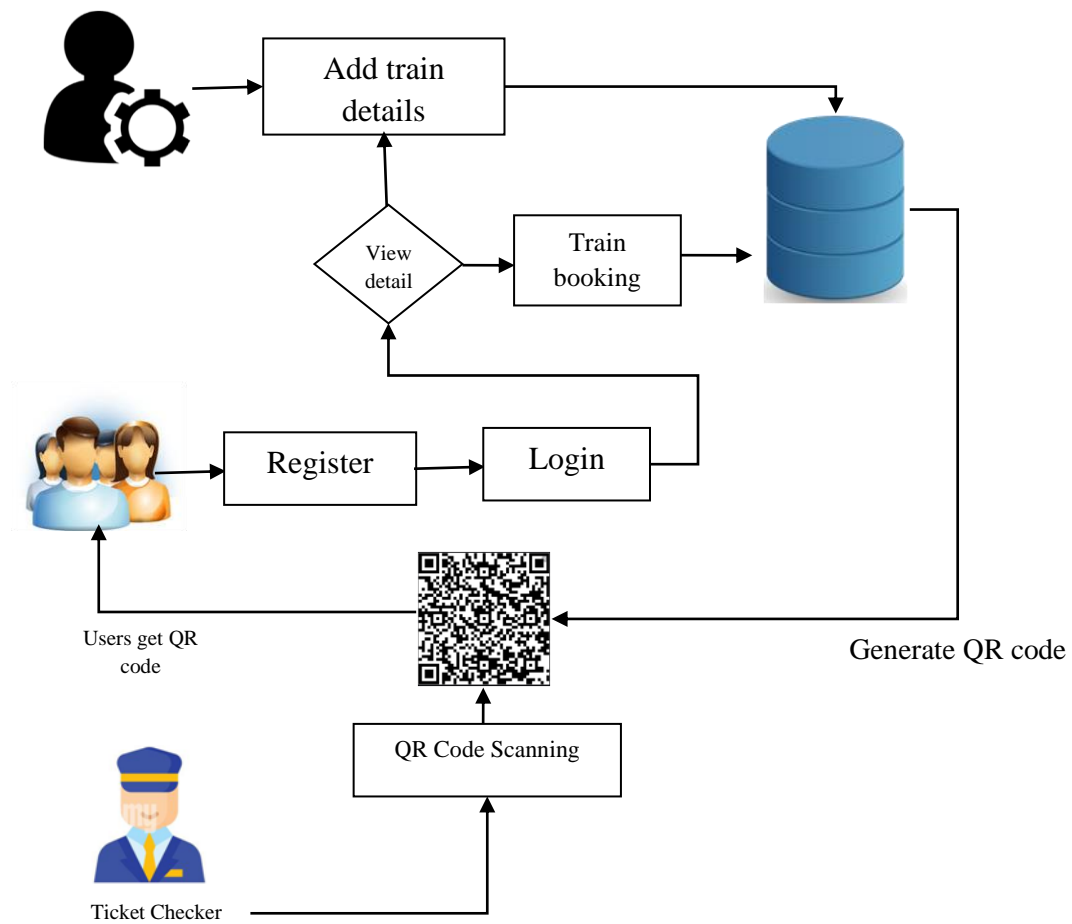 Add train
details
View
detail
Train
booking
Register
Login
Users get QR
code
Generate QR code
QR Code Scanning
Ticket Checker